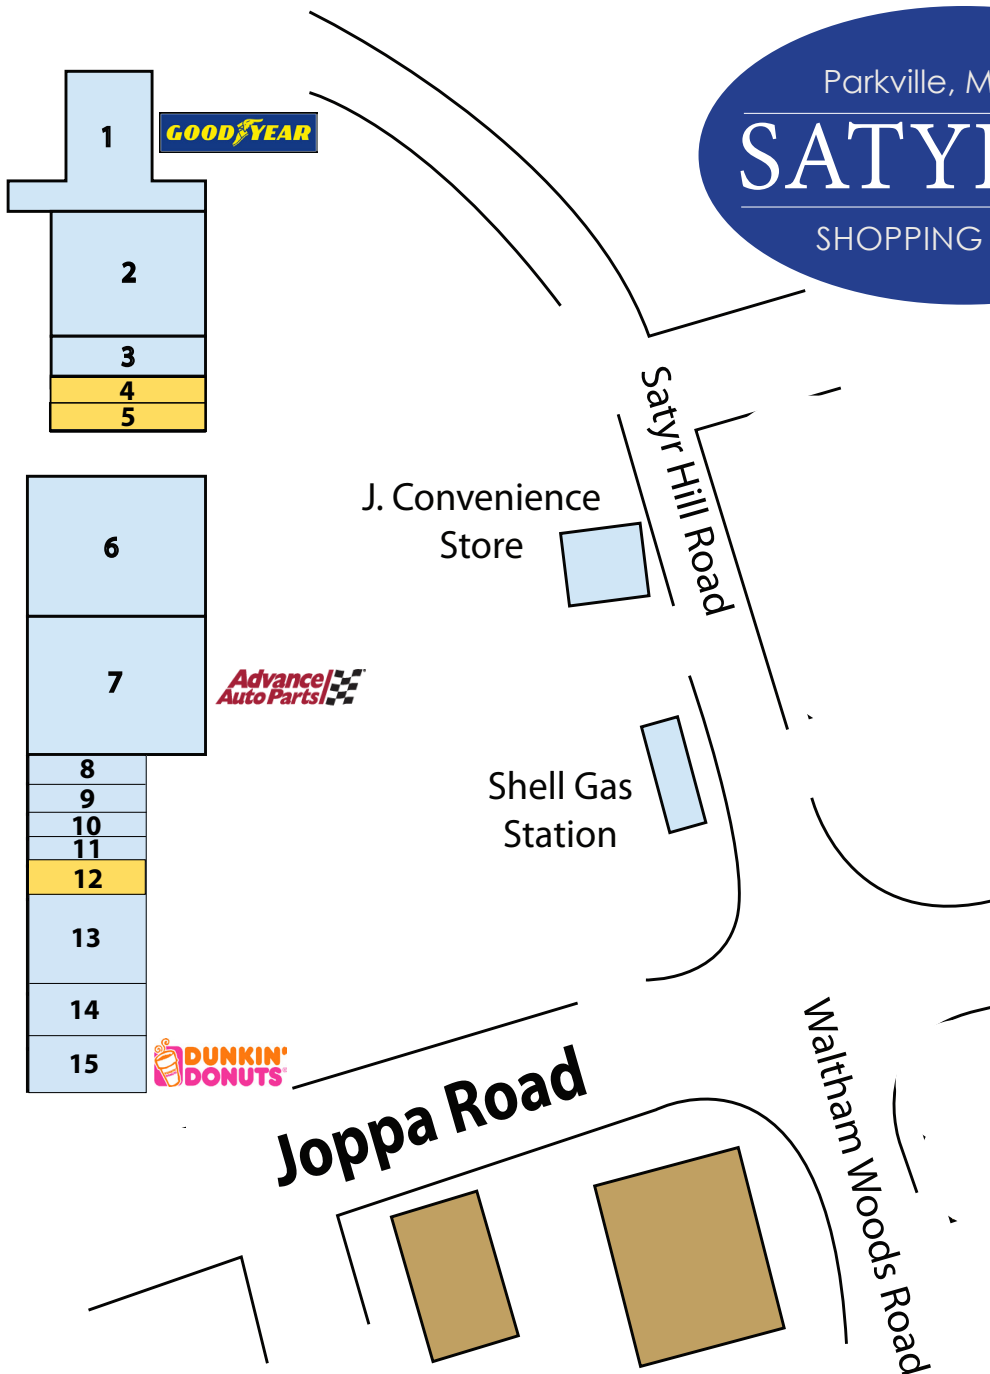 Parkville, M
SATY
SHOPPING
1
GOODYEAR
2
3
4
5
6
7
Advance
Auto Parts
8
9
10
11
12
13
14
15
DUNKIN'
DONUTS
J. Convenience
Store
Satyr Hill Road
Shell Gas
Station
Joppa Road
Waltham Woods Road